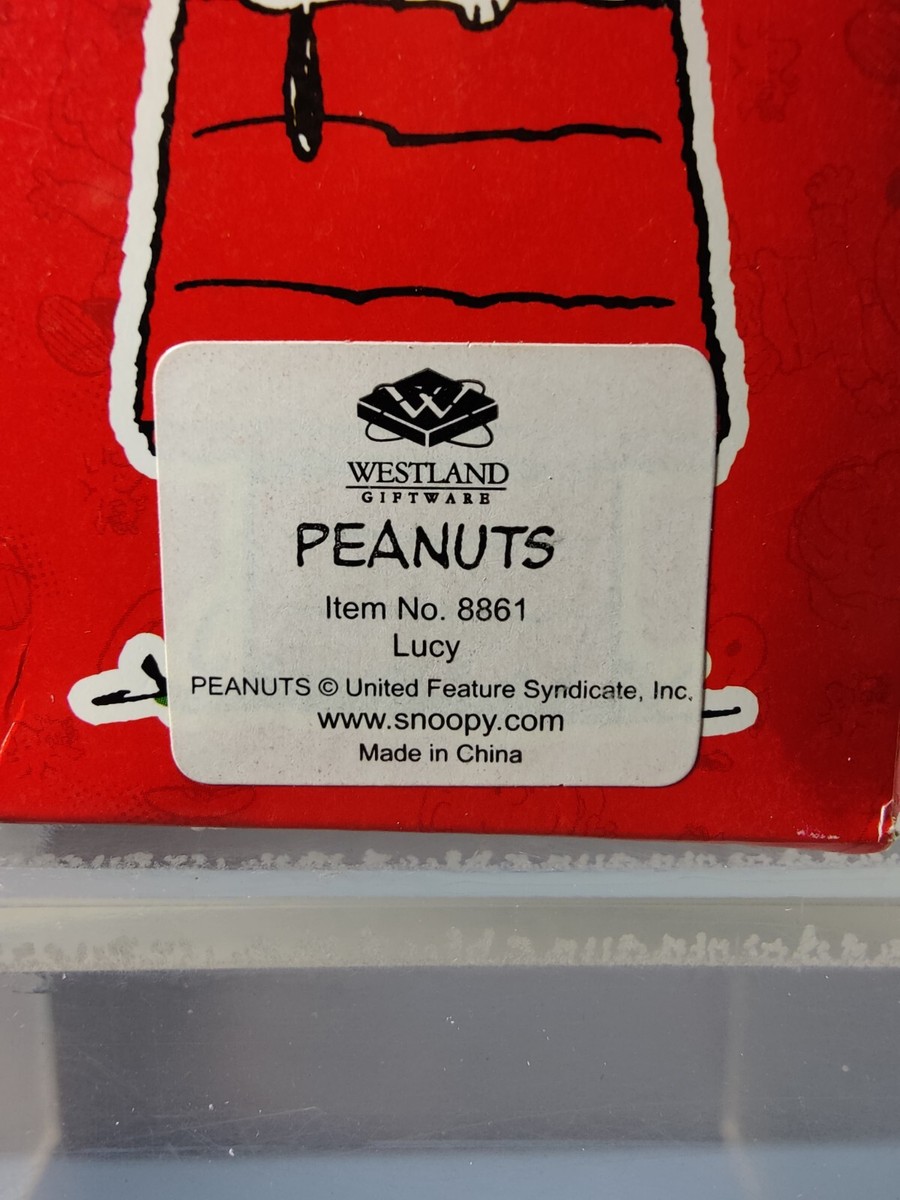 W
WESTLAND
GIFTWARE
PEANUTS
Item No. 8861
Lucy
PEANUTS © United Feature Syndicate, Inc.
www.snoopy.com
Made in China